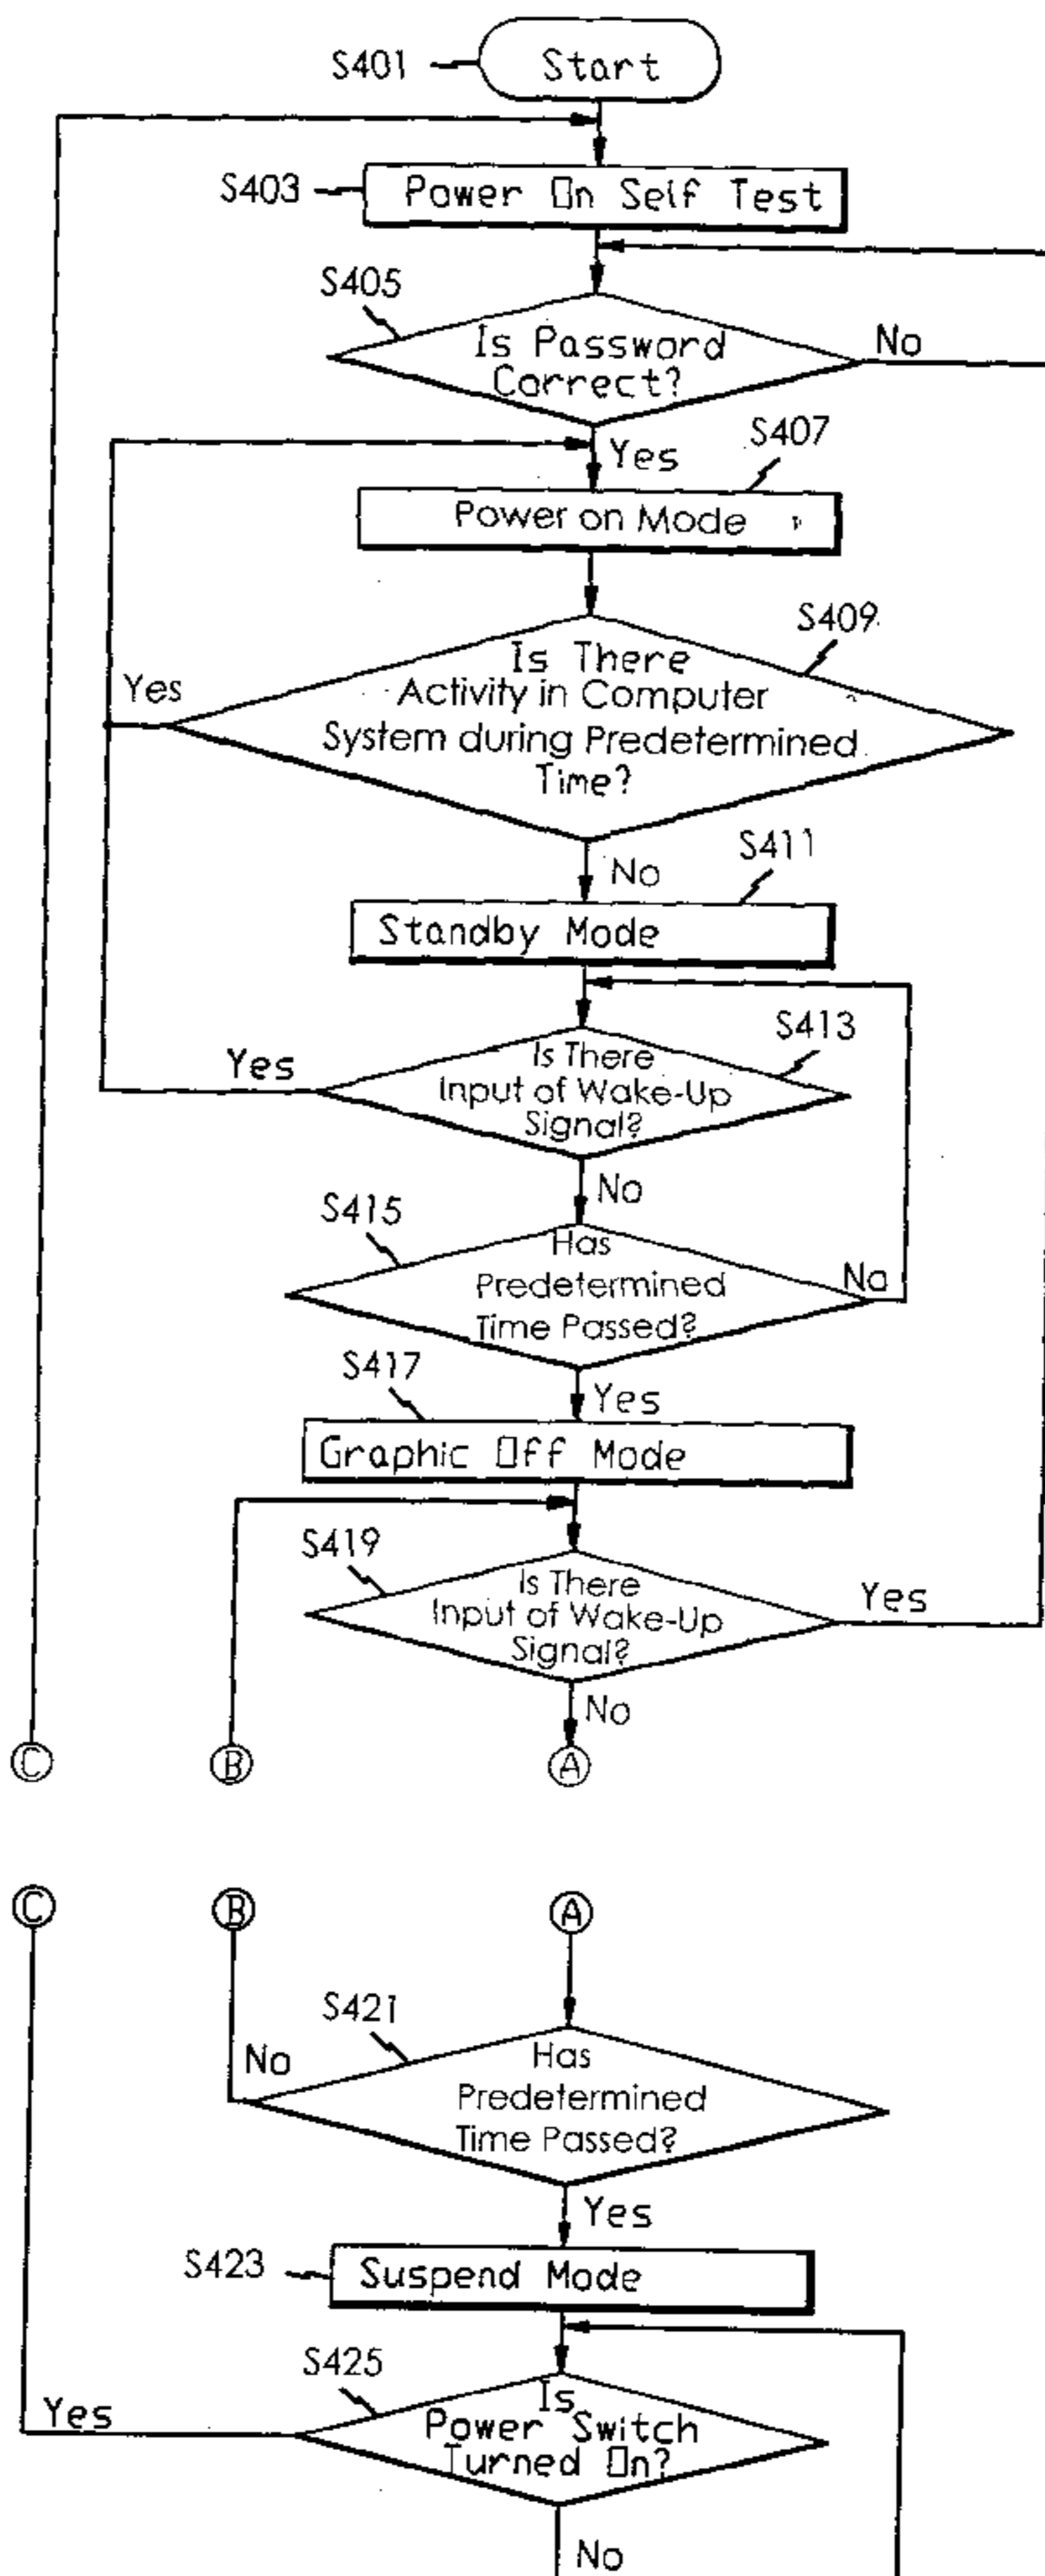 S401
Start
S403
Power On Self Test
S405
Is Password
Correct?
No
Yes
S407
Power on Mode
S409
Is There
Activity in Computer
System during Predetermined
Time?
Yes
No
S411
Standby Mode
S413
Is There
Input of Wake-Up
Signal?
Yes
No
S415
Has
Predetermined
Time Passed?
No
Yes
S417
Graphic Off Mode
S419
Is There
Input of Wake-Up
Signal?
Yes
No
C
B
A
C
B
A
S421
Has
Predetermined
Time Passed?
No
Yes
S423
Suspend Mode
S425
Is
Power Switch
Turned On?
Yes
No